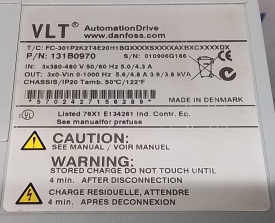 VLT® AutomationDrive
www.danfoss.com
T/C: FC-301P2K2T4E20H1BGXXXXSXXXXAXBXCXXXXDX
P/N: 131B0970 S/N: 010906G166
IN: 3x380-480 V 50/60 Hz 5.0/4.3 A
OUT: 3x0-Vin 0-1000 Hz 5.6/4.8 A 3.9/3.8 kVA
CHASSIS/IP20 Tamb. 50°C/122°F
*5702427156289* MADE IN DENMARK
Listed 76X1 E134261 Ind. Contr. Eq.
See manual for prefuse
CAUTION:
SEE MANUAL / VOIR MANUEL
WARNING:
STORED CHARGE DO NOT TOUCH UNTIL
4 min. AFTER DISCONNECTION
CHARGE RESIDUELLE, ATTENDRE
4 min. APRES DECONNEXION